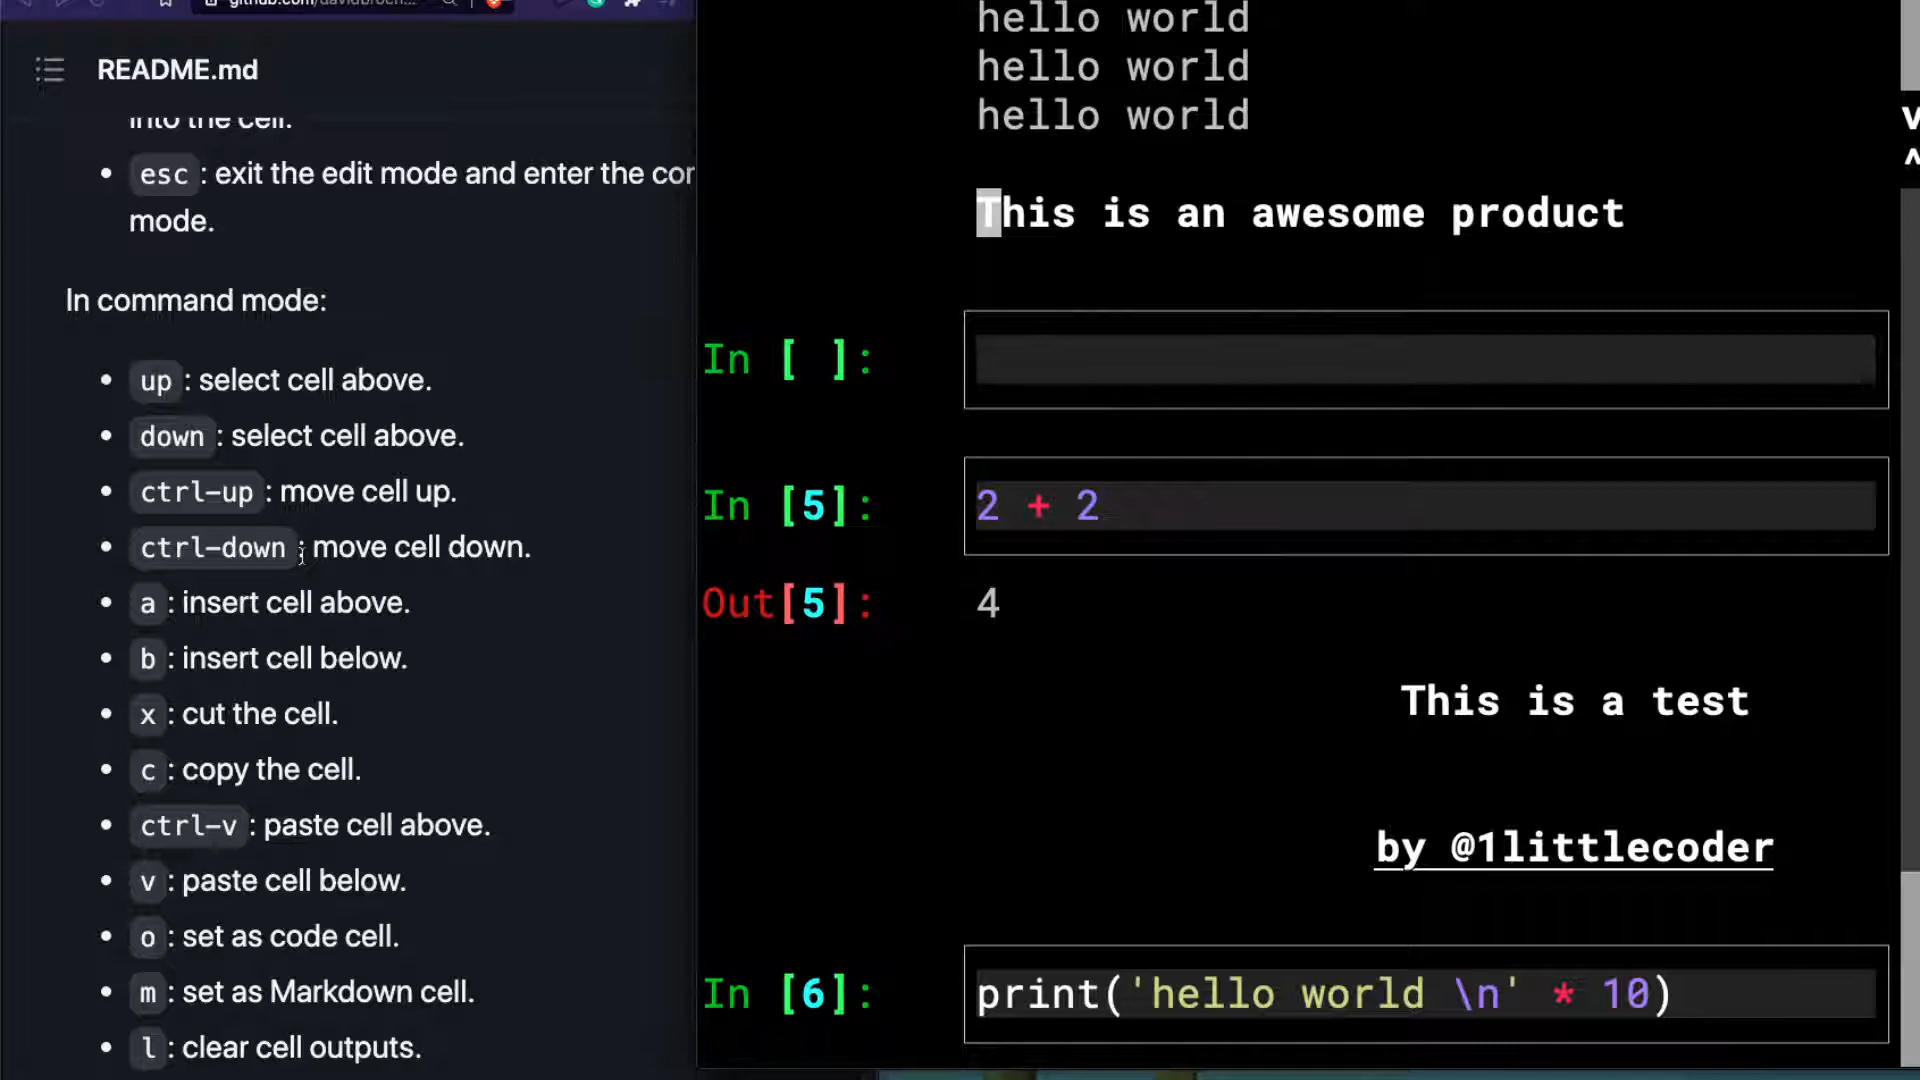 README.md
into the cell.
esc : exit the edit mode and enter the
mode.
In command mode:
up : select cell above.
down : select cell above.
ctrl-up : move cell up.
ctrl-down : move cell down.
a : insert cell above.
b : insert cell below.
x : cut the cell.
c : copy the cell.
ctrl-v : paste cell above.
v : paste cell below.
o : set as code cell.
m : set as Markdown cell.
l : clear cell outputs.
hello world
hello world
hello world
This is an awesome product
In [ ]:
In [5]: 2 + 2
Out[5]: 4
This is a test
by @1littlecoder
In [6]: print('hello world \n' * 10)